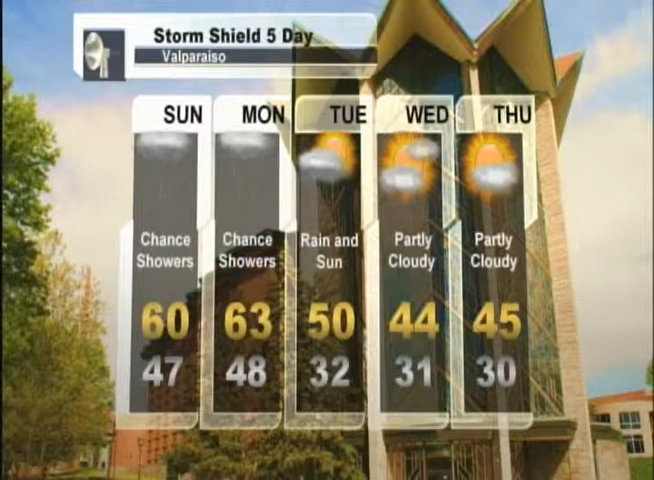 Storm Shield 5 Day
Valparaiso
SUN MON TUE WED THU
Chance Showers
Chance Showers
Rain and Sun
Partly Cloudy
Partly Cloudy
60 63 50 44 45
47 48 32 31 30